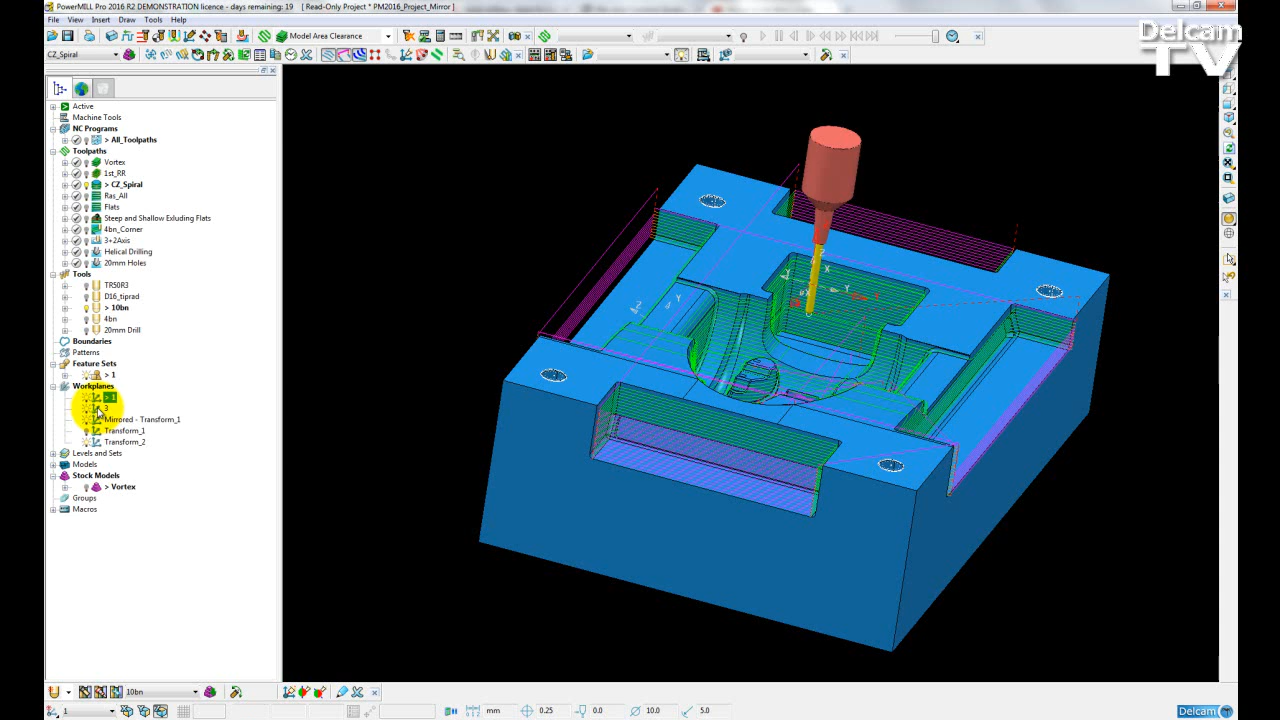 PowerMILL Pro 2016 R2 DEMONSTRATION licence - days remaining: 19 [ Read-Only Project * PM2016_Project_Mirror ]
File View Insert Draw Tools Help
Model Area Clearance
CZ_Spiral
Delcam
TV
Active
Machine Tools
NC Programs
> All_Toolpaths
Toolpaths
Vortex
1st_RR
> CZ_Spiral
Ras_All
Flats
Steep and Shallow Exluding Flats
4bn_Corner
3+2Axis
Helical Drilling
20mm Holes
Tools
TR50R3
D16_tiprad
> 10bn
4bn
20mm Drill
Boundaries
Patterns
Feature Sets
> 1
Workplanes
> 1
3
Mirrored - Transform_1
Transform_1
Transform_2
Levels and Sets
Models
Stock Models
> Vortex
Groups
Macros
X
Y
Z
Y
10bn
1
mm
0.25
0.0
10.0
5.0
Delcam